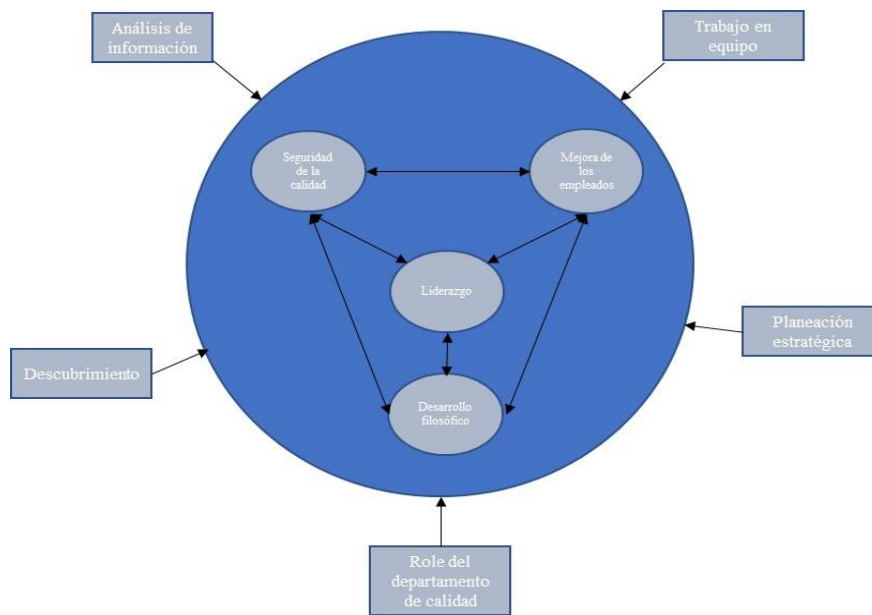 Análisis de
información
Trabajo en
equipo
Seguridad
de la
calidad
Mejora de
los
empleados
Liderazgo
Planeación
estratégica
Descubrimiento
Desarrollo
filosófico
Role del
departamento
de calidad